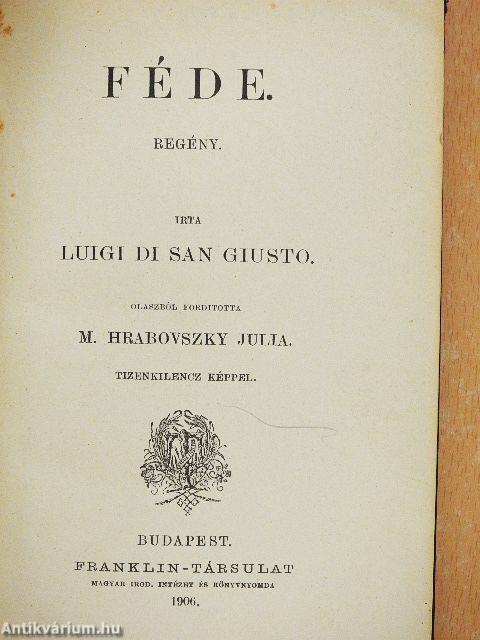 FÉDE.
REGÉNY.
IRTA
LUIGI DI SAN GIUSTO.
OLASZBÓL FORDITOTTA
M. HRABOVSZKY JULIA.
TIZENKILENCZ KÉPPEL.
BUDAPEST.
FRANKLIN-TÁRSULAT
MAGYAR IROD. INTÉZET ÉS KÖNYVNYOMDA
1906.
Antikvárium.hu